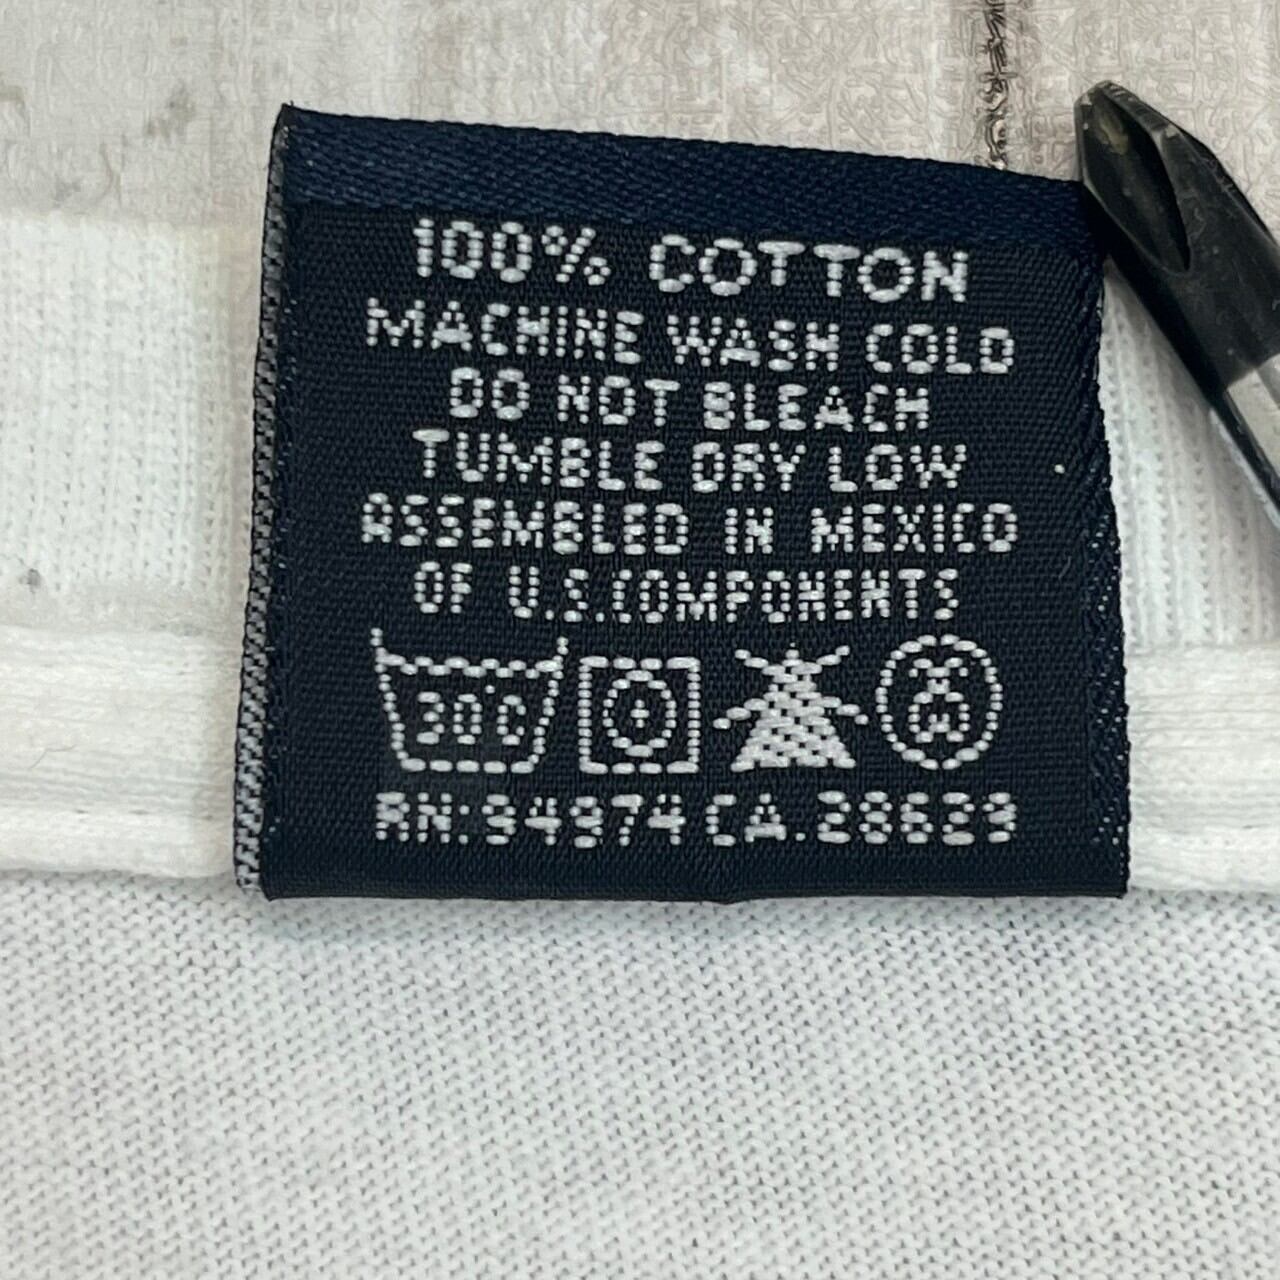 100% COTTON
MACHINE WASH COLD
DO NOT BLEACH
TUMBLE DRY LOW
ASSEMBLED IN MEXICO
OF U.S.COMPONENTS
30°C
RN:94974 CA.28629